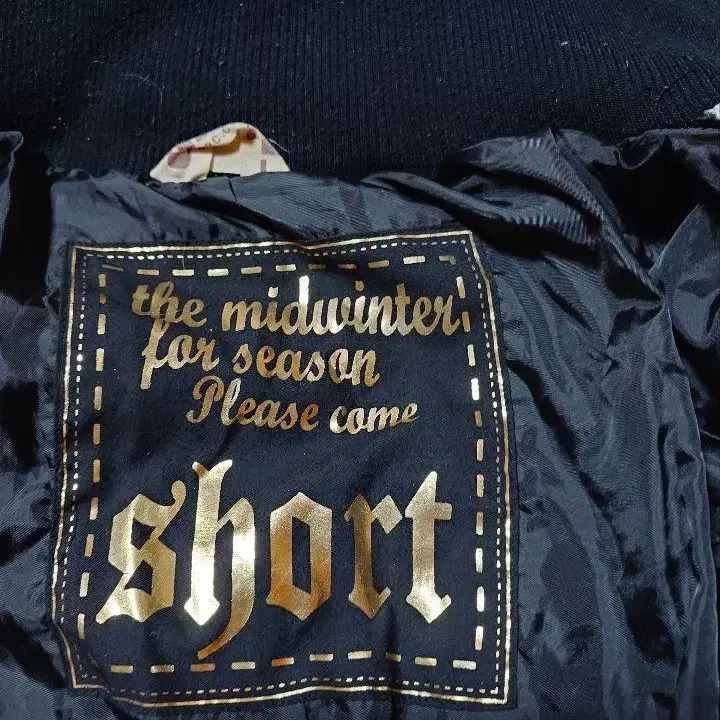 the midwinter
for season
Please come
short